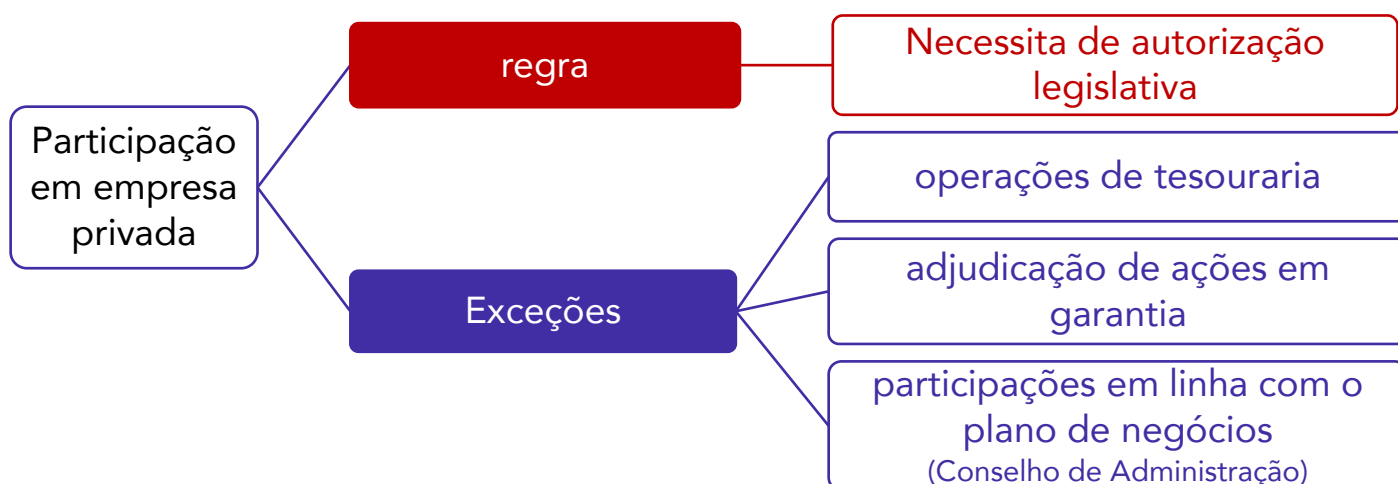 Participação
em empresa
privada
regra
Necessita de autorização
legislativa
Exceções
operações de tesouraria
adjudicação de ações em
garantia
participações em linha com o
plano de negócios
(Conselho de Administração)